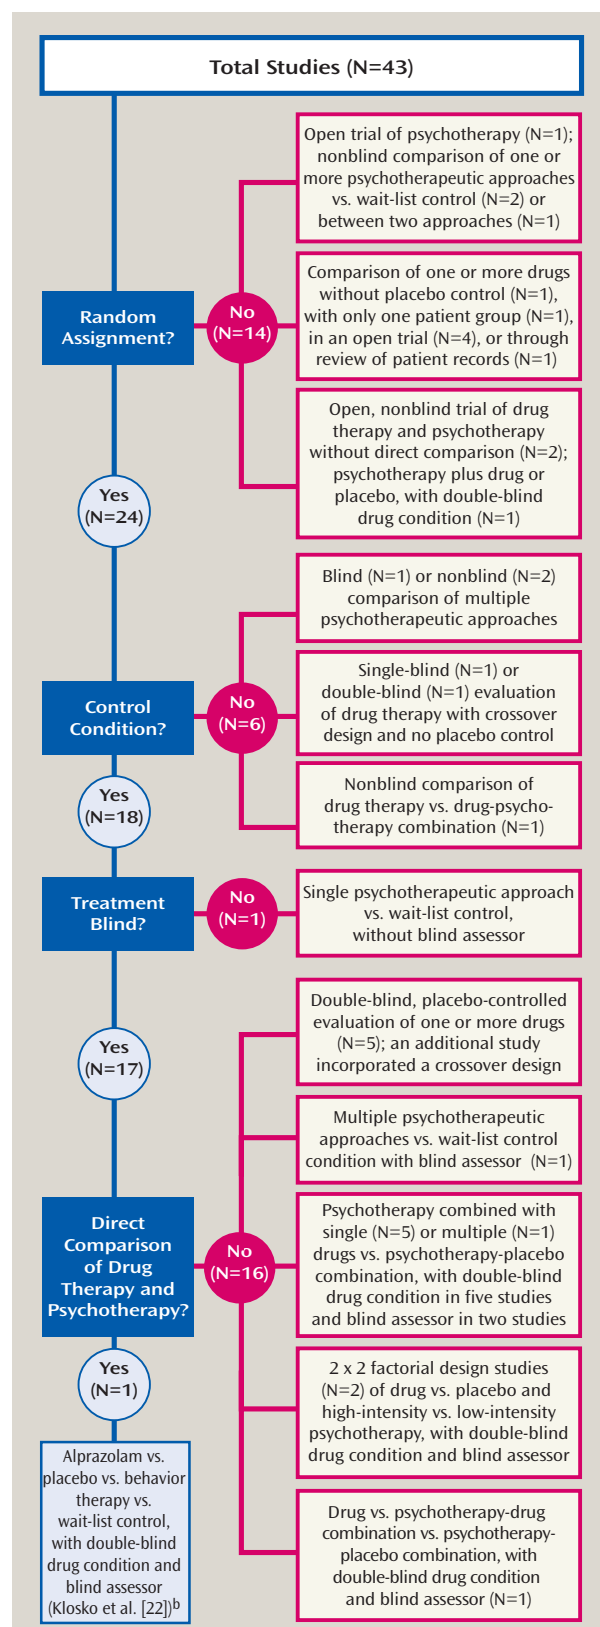 Total Studies (N=43)
Open trial of psychotherapy (N=1);
nonblind comparison of one or
more psychotherapeutic approaches
vs. wait-list control (N=2) or
between two approaches (N=1)
Random
Assignment?
No
(N=14)
Comparison of one or more drugs
without placebo control (N=1),
with only one patient group (N=1),
in an open trial (N=4), or through
review of patient records (N=1)
Open, nonblind trial of drug
therapy and psychotherapy
without direct comparison (N=2);
psychotherapy plus drug or
placebo, with double-blind
drug condition (N=1)
Yes
(N=24)
Blind (N=1) or nonblind (N=2)
comparison of multiple
psychotherapeutic approaches
Control
Condition?
No
(N=6)
Single-blind (N=1) or
double-blind (N=1) evaluation
of drug therapy with crossover
design and no placebo control
Nonblind comparison of
drug therapy vs. drug-psycho-
therapy combination (N=1)
Yes
(N=18)
Treatment
Blind?
No
(N=1)
Single psychotherapeutic approach
vs. wait-list control,
without blind assessor
Yes
(N=17)
Double-blind, placebo-controlled
evaluation of one or more drugs
(N=5); an additional study
incorporated a crossover design
Multiple psychotherapeutic
approaches vs. wait-list control
condition with blind assessor (N=1)
Direct
Comparison
of Drug
Therapy and
Psychotherapy?
No
(N=16)
Psychotherapy combined with
single (N=5) or multiple (N=1)
drugs vs. psychotherapy-placebo
combination, with double-blind
drug condition in five studies
and blind assessor in two studies
2 x 2 factorial design studies
(N=2) of drug vs. placebo and
high-intensity vs. low-intensity
psychotherapy, with double-blind
drug condition and blind assessor
Drug vs. psychotherapy-drug
combination vs. psychotherapy-
placebo combination, with
double-blind drug condition
and blind assessor (N=1)
Yes
(N=1)
Alprazolam vs.
placebo vs. behavior
therapy vs.
wait-list control,
with double-blind
drug condition and
blind assessor
(Klosko et al. [22])b